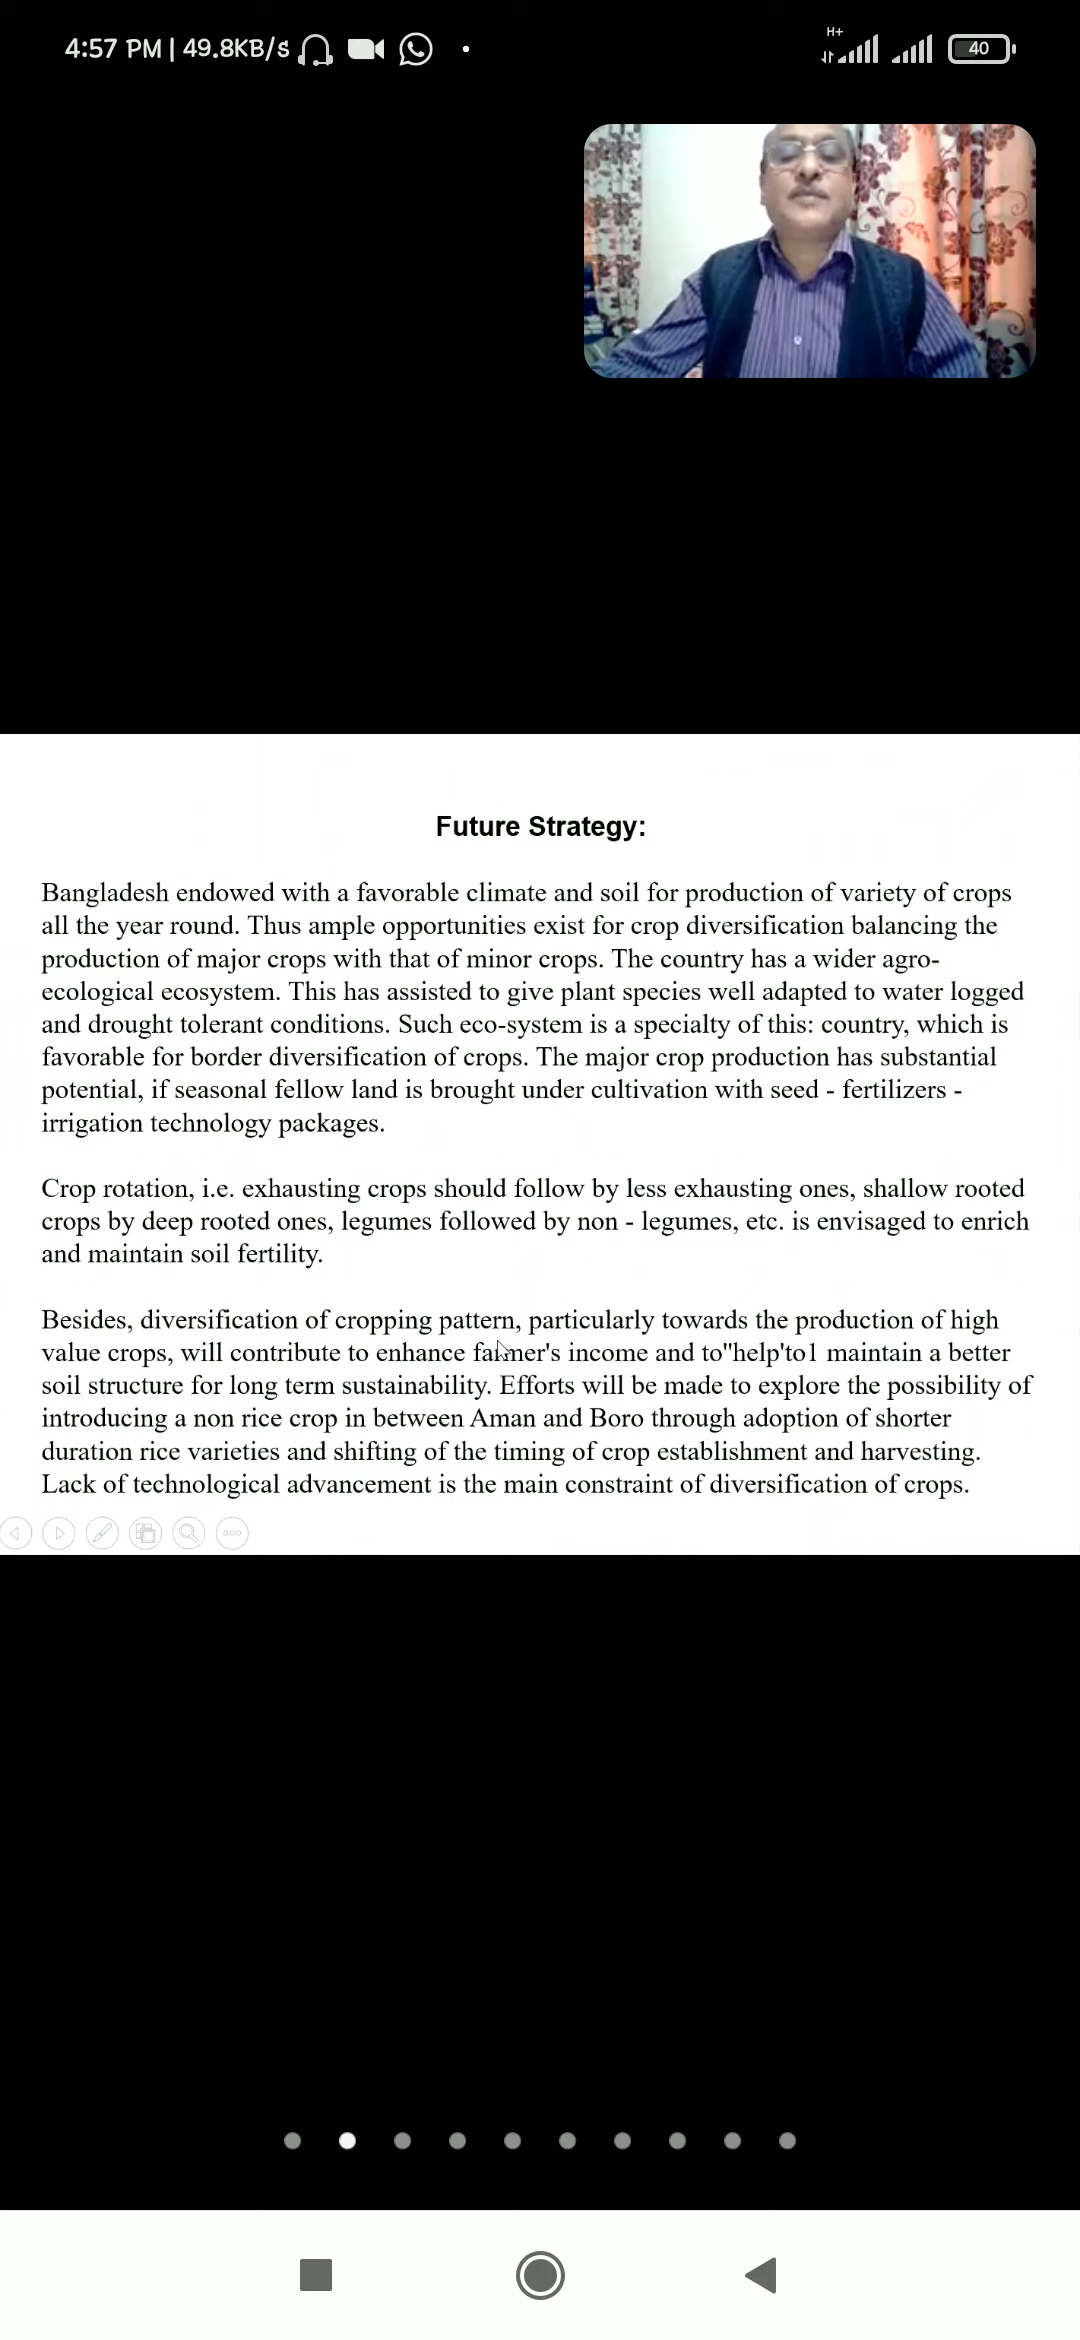 4:57 PM | 49.8KB/s
H+
40
Future Strategy:
Bangladesh endowed with a favorable climate and soil for production of variety of crops
all the year round. Thus ample opportunities exist for crop diversification balancing the
production of major crops with that of minor crops. The country has a wider agro-
ecological ecosystem. This has assisted to give plant species well adapted to water logged
and drought tolerant conditions. Such eco-system is a specialty of this: country, which is
favorable for border diversification of crops. The major crop production has substantial
potential, if seasonal fellow land is brought under cultivation with seed - fertilizers -
irrigation technology packages.
Crop rotation, i.e. exhausting crops should follow by less exhausting ones, shallow rooted
crops by deep rooted ones, legumes followed by non - legumes, etc. is envisaged to enrich
and maintain soil fertility.
Besides, diversification of cropping pattern, particularly towards the production of high
value crops, will contribute to enhance farmer's income and to"help'to1 maintain a better
soil structure for long term sustainability. Efforts will be made to explore the possibility of
introducing a non rice crop in between Aman and Boro through adoption of shorter
duration rice varieties and shifting of the timing of crop establishment and harvesting.
Lack of technological advancement is the main constraint of diversification of crops.